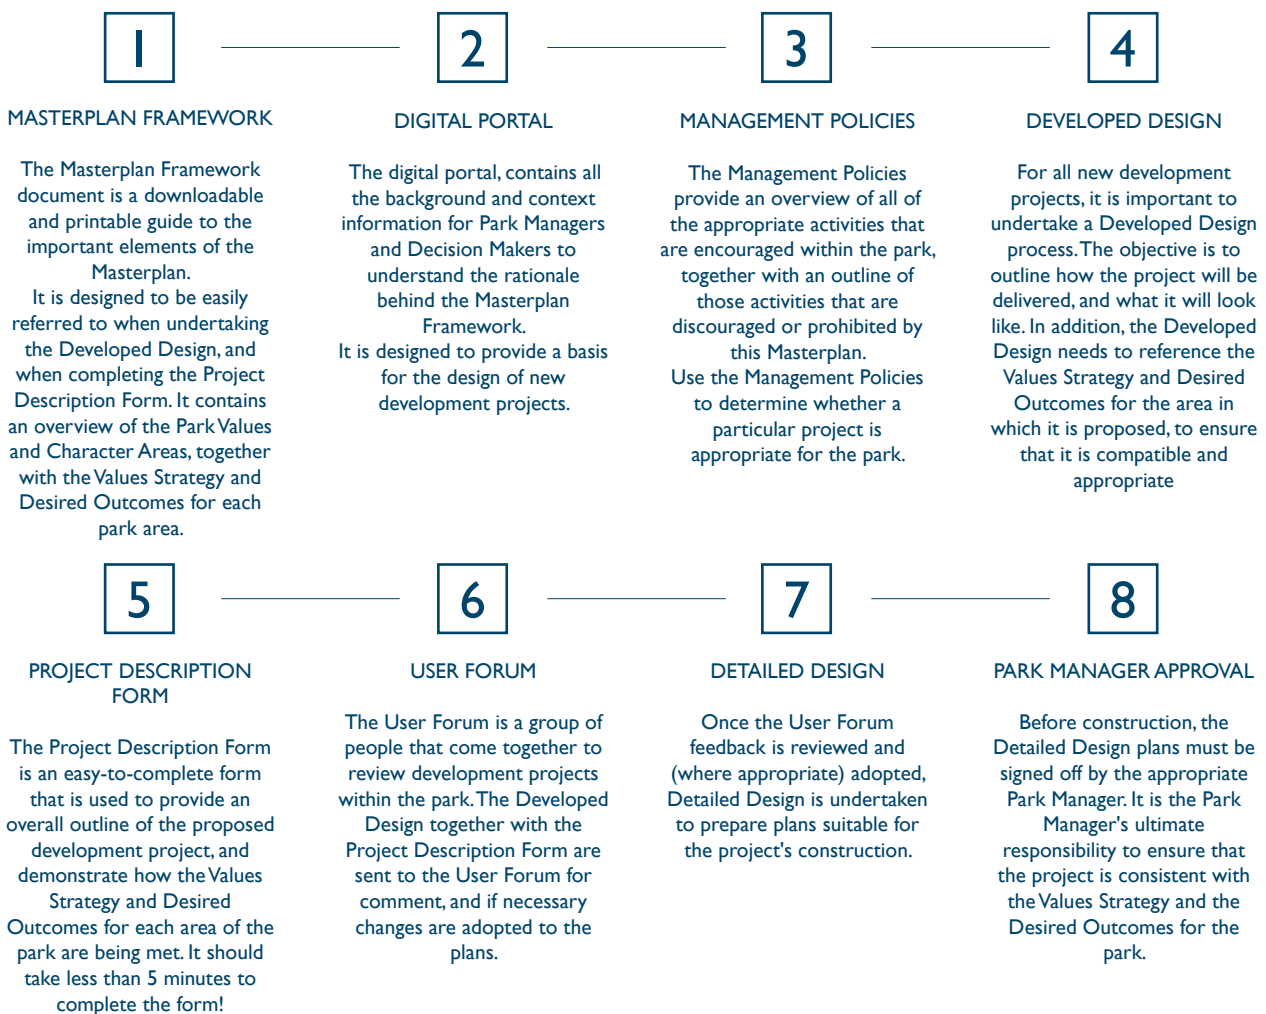 1
MASTERPLAN FRAMEWORK
The Masterplan Framework
document is a downloadable
and printable guide to the
important elements of the
Masterplan.
It is designed to be easily
referred to when undertaking
the Developed Design, and
when completing the Project
Description Form. It contains
an overview of the Park Values
and Character Areas, together
with the Values Strategy and
Desired Outcomes for each
park area.
2
DIGITAL PORTAL
The digital portal, contains all
the background and context
information for Park Managers
and Decision Makers to
understand the rationale
behind the Masterplan
Framework.
It is designed to provide a basis
for the design of new
development projects.
3
MANAGEMENT POLICIES
The Management Policies
provide an overview of all of
the appropriate activities that
are encouraged within the park,
together with an outline of
those activities that are
discouraged or prohibited by
this Masterplan.
Use the Management Policies
to determine whether a
particular project is
appropriate for the park.
4
DEVELOPED DESIGN
For all new development
projects, it is important to
undertake a Developed Design
process. The objective is to
outline how the project will be
delivered, and what it will look
like. In addition, the Developed
Design needs to reference the
Values Strategy and Desired
Outcomes for the area in
which it is proposed, to ensure
that it is compatible and
appropriate
5
PROJECT DESCRIPTION
FORM
The Project Description Form
is an easy-to-complete form
that is used to provide an
overall outline of the proposed
development project, and
demonstrate how the Values
Strategy and Desired
Outcomes for each area of the
park are being met. It should
take less than 5 minutes to
complete the form!
6
USER FORUM
The User Forum is a group of
people that come together to
review development projects
within the park. The Developed
Design together with the
Project Description Form are
sent to the User Forum for
comment, and if necessary
changes are adopted to the
plans.
7
DETAILED DESIGN
Once the User Forum
feedback is reviewed and
(where appropriate) adopted,
Detailed Design is undertaken
to prepare plans suitable for
the project's construction.
8
PARK MANAGER APPROVAL
Before construction, the
Detailed Design plans must be
signed off by the appropriate
Park Manager. It is the Park
Manager's ultimate
responsibility to ensure that
the project is consistent with
the Values Strategy and the
Desired Outcomes for the
park.